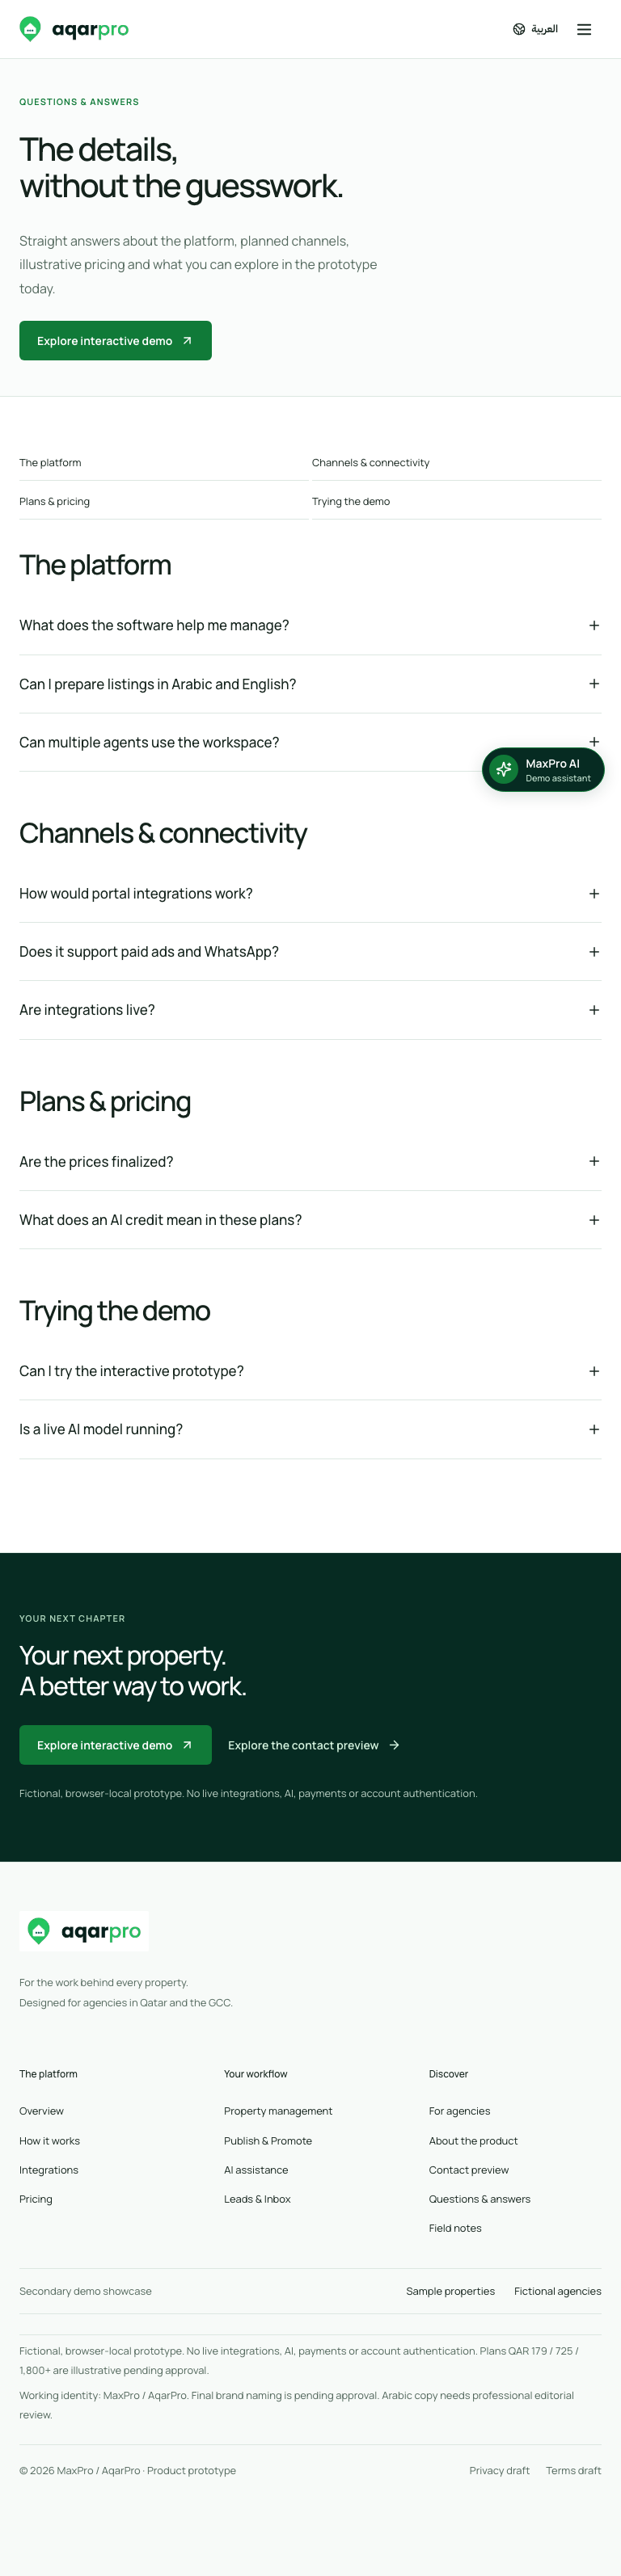 aqarpro
العربية
QUESTIONS & ANSWERS
The details,
without the guesswork.
Straight answers about the platform, planned channels,
illustrative pricing and what you can explore in the prototype
today.
Explore interactive demo
The platform
Channels & connectivity
Plans & pricing
Trying the demo
The platform
What does the software help me manage?
Can I prepare listings in Arabic and English?
Can multiple agents use the workspace?
MaxPro AI
Demo assistant
Channels & connectivity
How would portal integrations work?
Does it support paid ads and WhatsApp?
Are integrations live?
Plans & pricing
Are the prices finalized?
What does an AI credit mean in these plans?
Trying the demo
Can I try the interactive prototype?
Is a live AI model running?
YOUR NEXT CHAPTER
Your next property.
A better way to work.
Explore interactive demo
Explore the contact preview
Fictional, browser-local prototype. No live integrations, AI, payments or account authentication.
aqarpro
For the work behind every property.
Designed for agencies in Qatar and the GCC.
The platform
Overview
How it works
Integrations
Pricing
Your workflow
Property management
Publish & Promote
AI assistance
Leads & Inbox
Discover
For agencies
About the product
Contact preview
Questions & answers
Field notes
Secondary demo showcase
Sample properties
Fictional agencies
Fictional, browser-local prototype. No live integrations, AI, payments or account authentication. Plans QAR 179 / 725 /
1,800+ are illustrative pending approval.
Working identity: MaxPro / AqarPro. Final brand naming is pending approval. Arabic copy needs professional editorial
review.
© 2026 MaxPro / AqarPro · Product prototype
Privacy draft
Terms draft